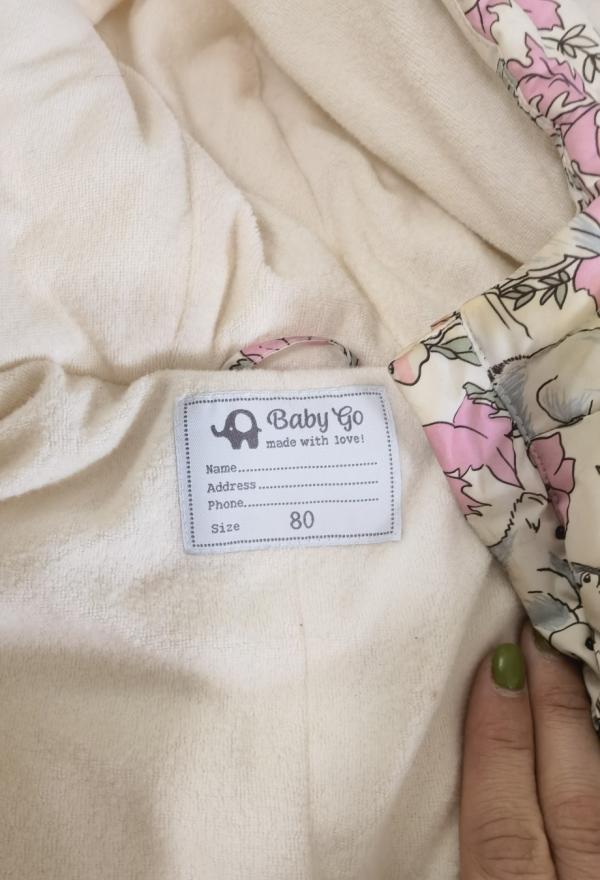 Baby Go
made with love!
Name
Address
Phone
Size 80